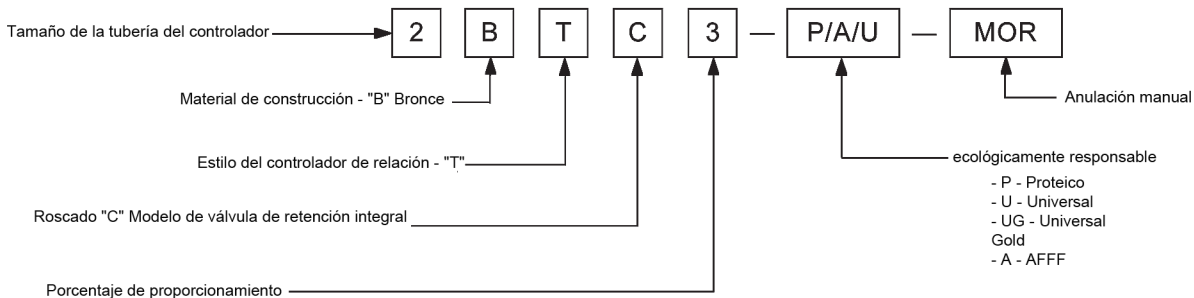 Tamaño de la tubería del controlador 2 B T C 3 — P/A/U — MOR
Material de construcción - "B" Bronce
Anulación manual
Estilo del controlador de relación - "T"
ecológicamente responsable
- P - Proteico
- U - Universal
- UG - Universal
Gold
- A - AFFF
Roscado "C" Modelo de válvula de retención integral
Porcentaje de proporcionamiento